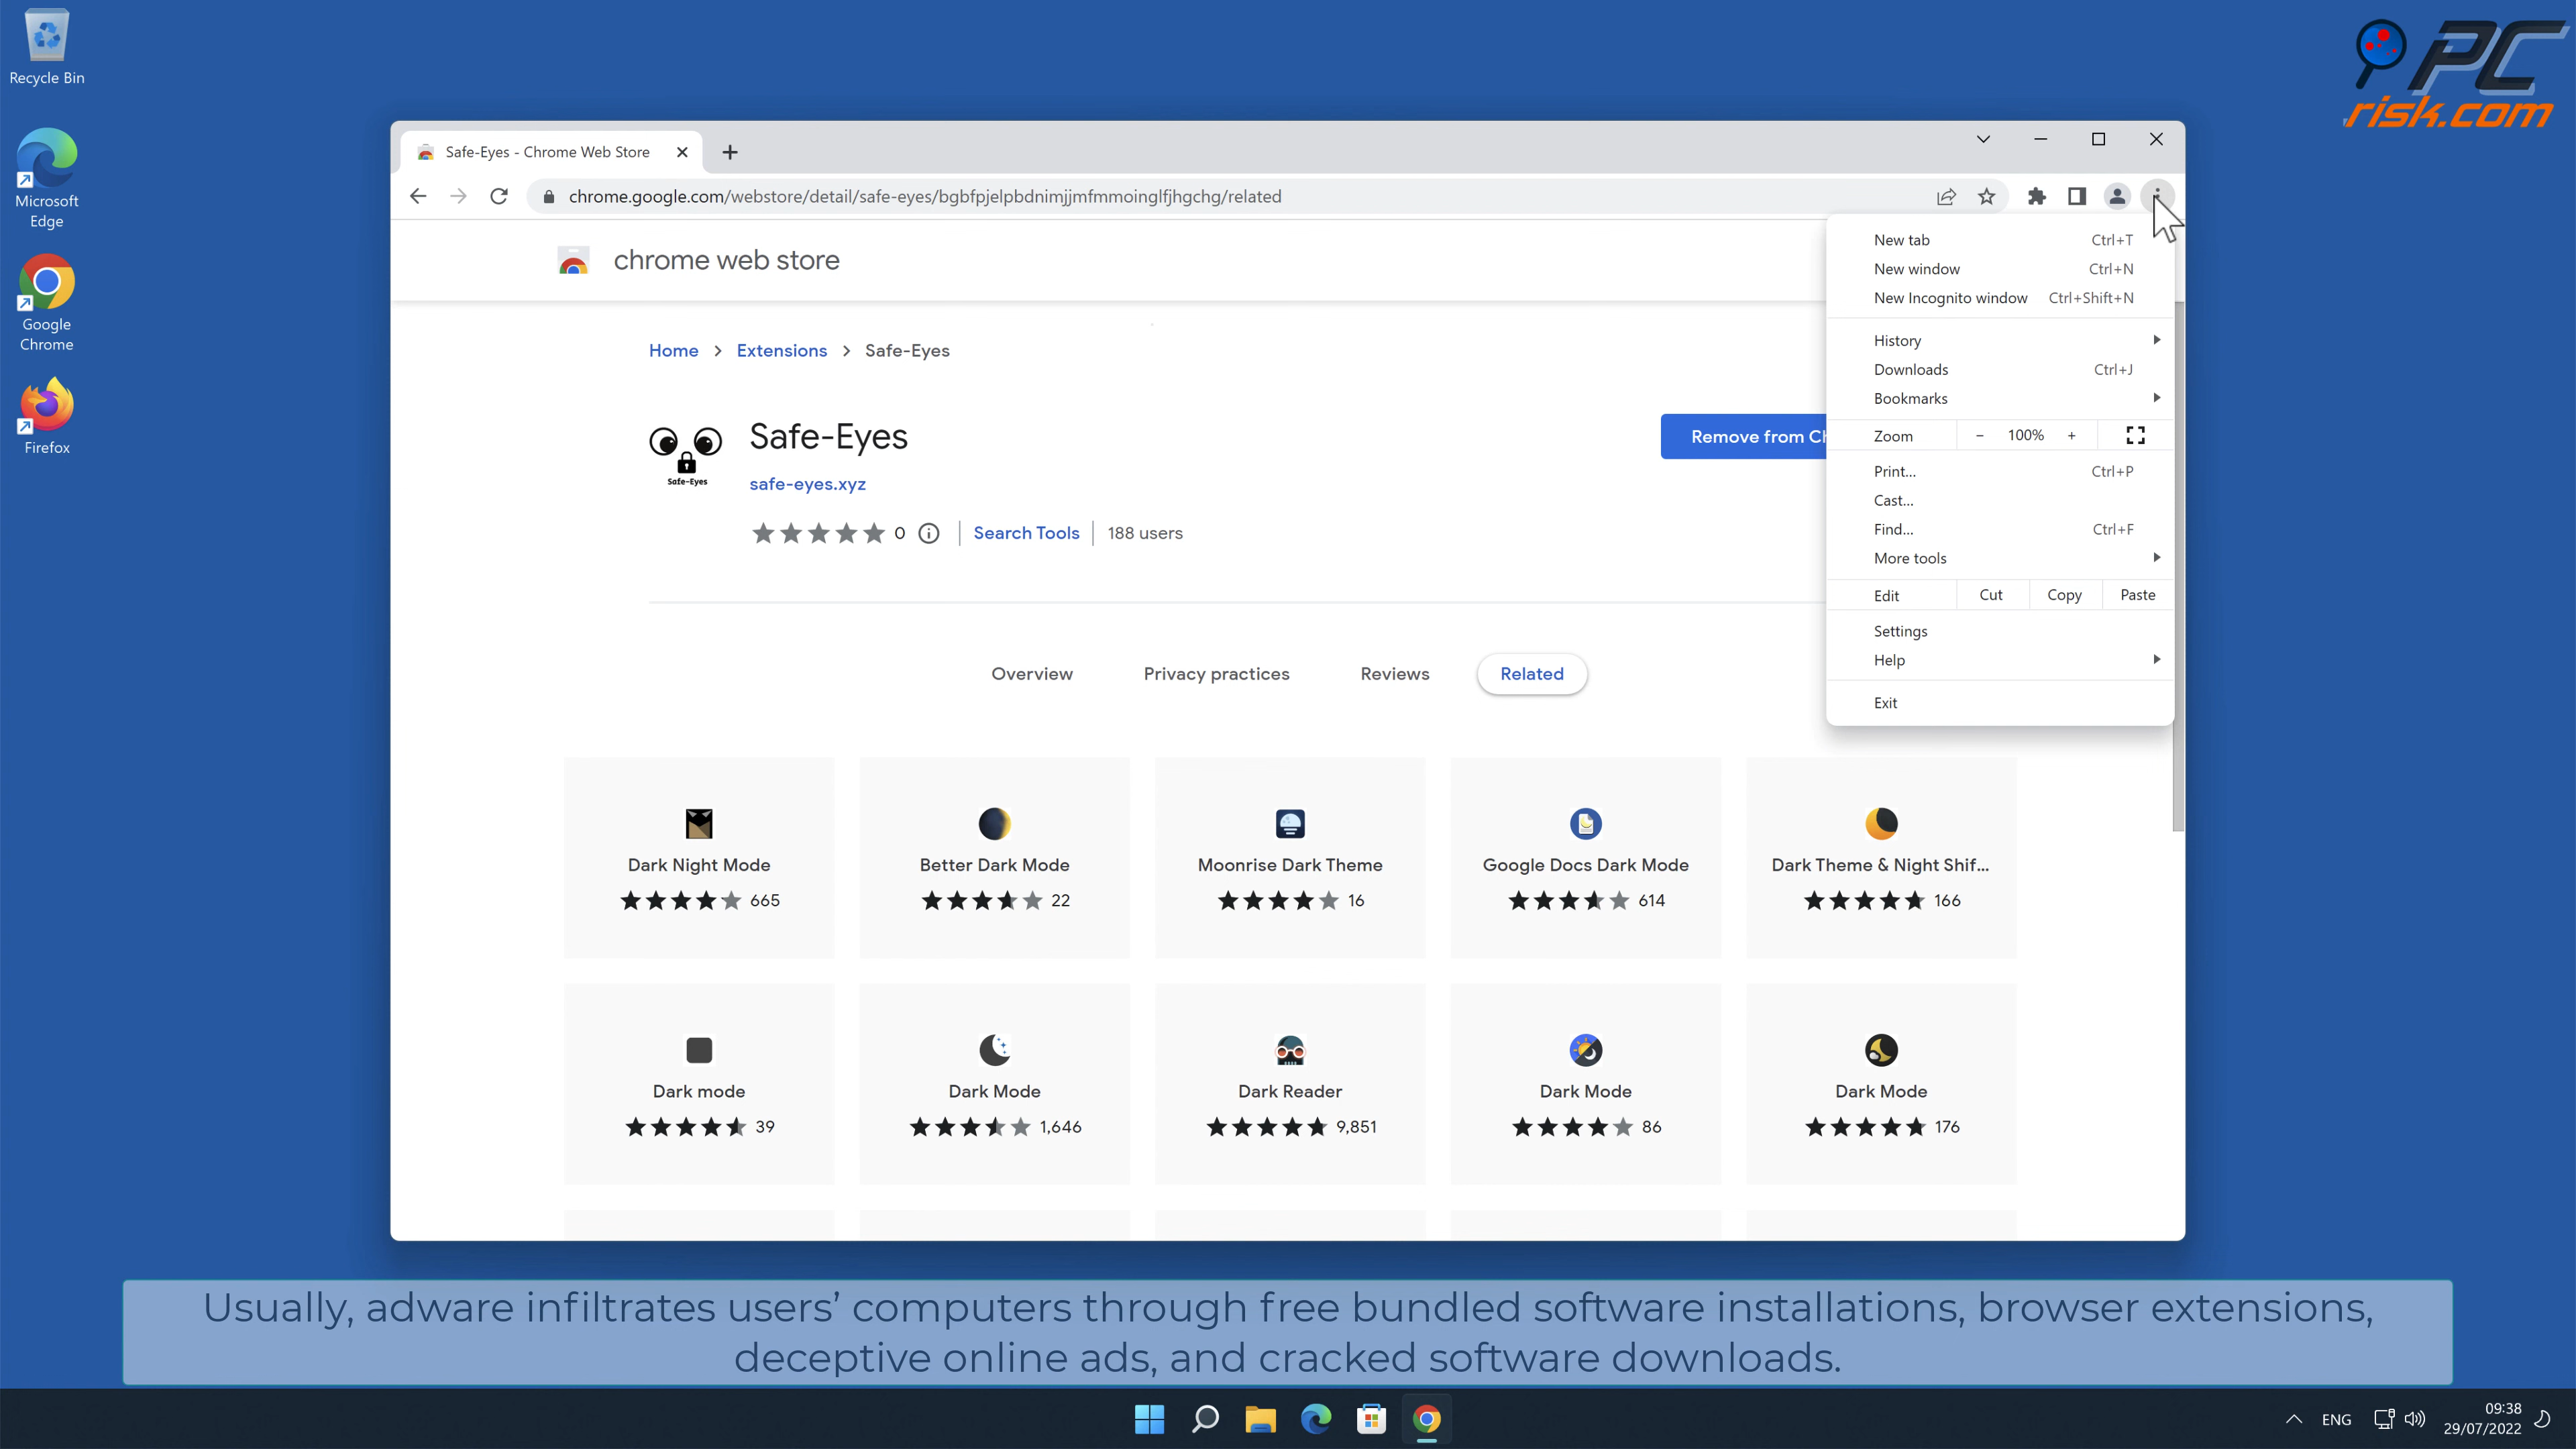 Recycle Bin
Microsoft
Edge
Google
Chrome
Firefox
PC
risk.com
Safe-Eyes - Chrome Web Store
chrome.google.com/webstore/detail/safe-eyes/bgbfpjelpbdnimjjmfmmoinglfjhgchg/related
chrome web store
Home > Extensions > Safe-Eyes
Safe-Eyes
Safe-Eyes
safe-eyes.xyz
0 Search Tools 188 users
Remove from Ch
New tab Ctrl+T
New window Ctrl+N
New Incognito window Ctrl+Shift+N
History
Downloads Ctrl+J
Bookmarks
Zoom - 100% +
Print... Ctrl+P
Cast...
Find... Ctrl+F
More tools
Edit Cut Copy Paste
Settings
Help
Exit
Overview Privacy practices Reviews Related
Dark Night Mode Better Dark Mode Moonrise Dark Theme Google Docs Dark Mode Dark Theme & Night Shif...
665 22 16 614 166
Dark mode Dark Mode Dark Reader Dark Mode Dark Mode
39 1,646 9,851 86 176
Usually, adware infiltrates users’ computers through free bundled software installations, browser extensions,
deceptive online ads, and cracked software downloads.
ENG
09:38
29/07/2022